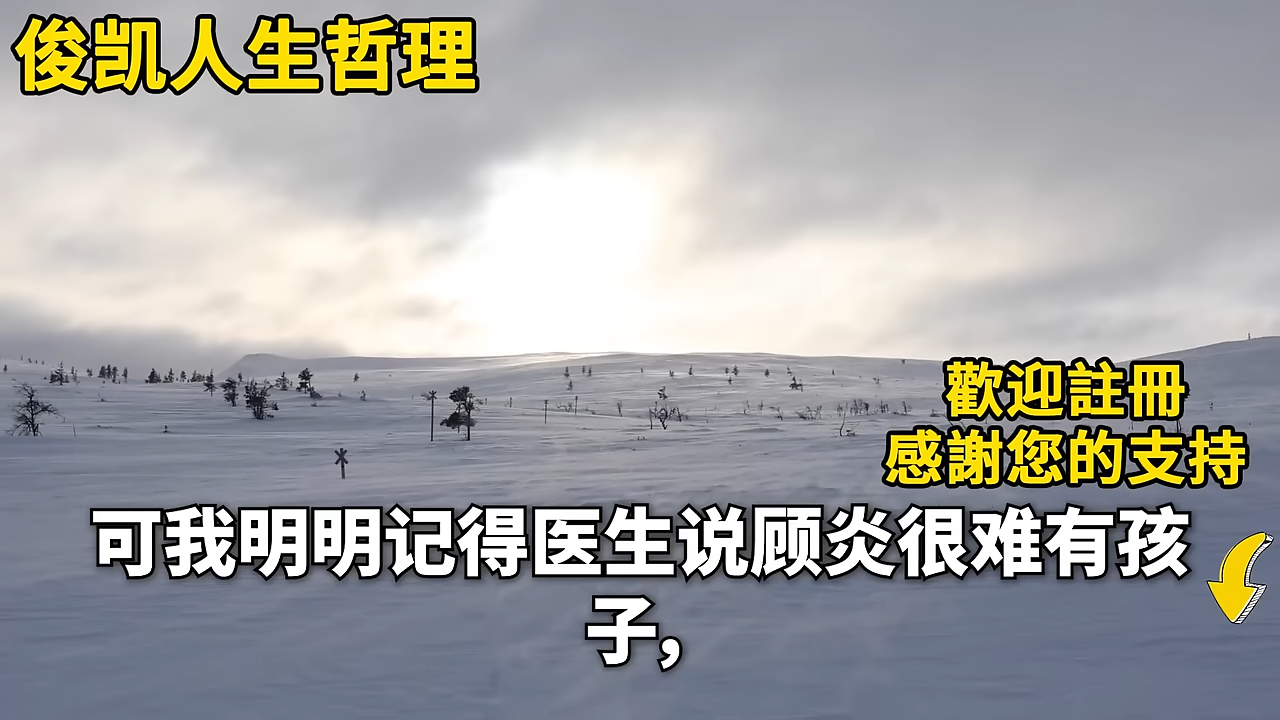 俊凯人生哲理
歡迎註冊
感謝您的支持
可我明明记得医生说顾炎很难有孩
子,